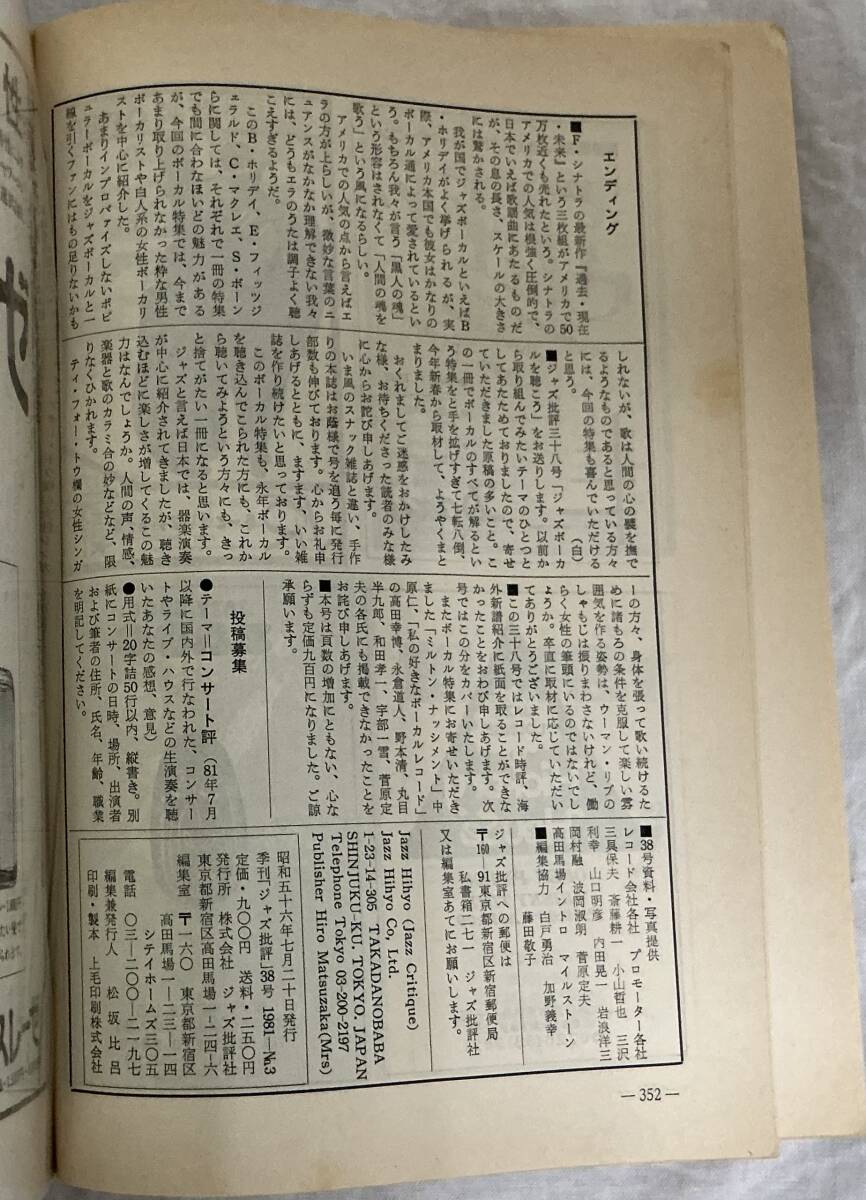 エンディング
■F・シナトラの最新作『過去・現在
・未来』という三枚組がアメリカで50
万枚近くも売れたという。シナトラの
アメリカでの人気は根強く圧倒的で、
日本でいえば歌謡曲にあたるものだ
が、その息の長さ、スケールの大きさ
には驚かされる。
我が国でジャズボーカルといえばB
・ホリデイがよく挙げられるが、実
際、アメリカ本国でも彼女はかなりの
ボーカル通によって愛されているとい
う。もちろん我々が言う「黒人の魂」
という形容はされなくて「人間の魂を
歌う」という風になるらしい。
アメリカでの人気の点から言えばエ
ラの方が上らしいが、微妙な言葉のニ
ュアンスがなかなか理解できない我々
には、どうもエラのうたは調子よく聴
こえすぎるようだ。
このB・ホリデイ、E・フィッツジ
ェラルド、C・マクレエ、S・ボーン
らに関しては、それぞれで一冊の特集
でも間に合わないほどの魅力がある
が、今回のボーカル特集では、今まで
あまり取り上げられなかった粋な男性
ボーカリストや白人系の女性ボーカリ
ストを中心に紹介した。
あまりインプロヴァイズしないポピ
ュラーボーカルをジャズボーカルと一
線を引くファンにはもの足りないかも
しれないが、歌は人間の心の襞を撫で
るようなものであると思っている方々
には、今回の特集も喜んでいただける
と思う。(白)
■ジャズ批評三十八号「ジャズボーカ
ルを聴こう」をお送りします。以前か
ら取り組んでみたいテーマのひとつと
してあたためておりましたので、寄せ
ていただきました原稿の多いこと。こ
の一冊でボーカルのすべてが解るとい
う特集をと手を拡げすぎて七転八倒、
今年新春から取材して、ようやくまと
まりました。
おくれましてご迷惑をおかけしたみ
な様、お待ちくださった読者のみな様
に心からお詫び申しあげます。
いま風のスナック雑誌と違い、手作
りの本誌はお蔭様で号を追う毎に発行
部数も伸びております。心からお礼申
しあげるとともに、ますます、いい雑
誌を作り続けたいと思っております。
このボーカル特集も、永年ボーカル
を聴き込んでこられた方にも、これか
ら聴いてみようという方々にも、きっ
と捨てがたい一冊になると思います。
ジャズと言えば日本では、器楽演奏
が中心に紹介されてきましたが、聴き
込むほどに楽しさが増してくるこの魅
力はなんでしょうか。人間の声、情感、
楽器と歌のカラミ合の妙などなど、限
りなくひかれます。
ティ・フォー・トウ欄の女性シンガ
ーの方々、身体を張って歌い続けるた
めに諸もろの条件を克服して楽しい雰
囲気を作る姿勢は、ウーマン・リブの
しゃもじは振りまわさないけれど、働
らく女性の筆頭にいるのではないでし
ょうか。卒直に取材に応じていただい
てありがとうございました。
■この三十八号ではレコード時評、海
外新譜紹介に紙面を取ることができな
かったことをおわび申しあげます。次
号ではこの分をカバーいたします。
またボーカル特集にお寄せいただき
ました「ミルトン・ナッシメント」中
原仁、「私の好きなボーカルレコード」
の高田幸博、永倉道人、野本清、丸目
半九郎、和田孝一、宇部一雪、菅原定
夫の各氏にも掲載できなかったことを
お詫び申しあげます。
■本号は頁数の増加にともない、心な
らずも定価九百円になりました。ご諒
承願います。
投稿募集
●テーマ=コンサート評(81年7月
以降に国内外で行なわれた、コンサー
トやライブ・ハウスなどの生演奏を聴
いたあなたの感想、意見)
●用式=20字詰50行以内、縦書き。別
紙にコンサートの日時、場所、出演者
および筆者の住所、氏名、年齢、職業
を明記してください。
■38号資料・写真提供
レコード会社各社 プロモーター各社
三具保夫 斎藤耕一 小山哲也 三沢
利幸 山口明彦 内田晃一 岩浪洋三
岡村融 波岡淑朗 菅原定夫
高田馬場イントロ マイルストーン
■編集協力 白戸勇治 加野義幸
藤田敬子
ジャズ批評への郵便は
〒160-91東京都新宿区新宿郵便局
私書箱二七一 ジャズ批評社
又は編集室あてにお願いします。
Jazz Hihyo (Jazz Critique)
Jazz Hihyo Co, Ltd.
1-23-14-305 TAKADANOBABA
SHINJUKU-KU. TOKYO, JAPAN
Telephone Tokyo 03-200-2197
Publisher Hiro Matsuzaka(Mrs)
昭和五十六年七月二十日発行
季刊「ジャズ批評」38号 1981—No.3
定価・九〇〇円 送料・二五〇円
発行所 株式会社 ジャズ批評社
東京都新宿区高田馬場一-二四-六
編集室 〒一六〇 東京都新宿区
高田馬場一—二三—一四
シテイホームズ三〇五
電話 〇三—二〇〇—二一九七
編集兼発行人 松坂比呂
印刷・製本 上毛印刷株式会社
— 352 —